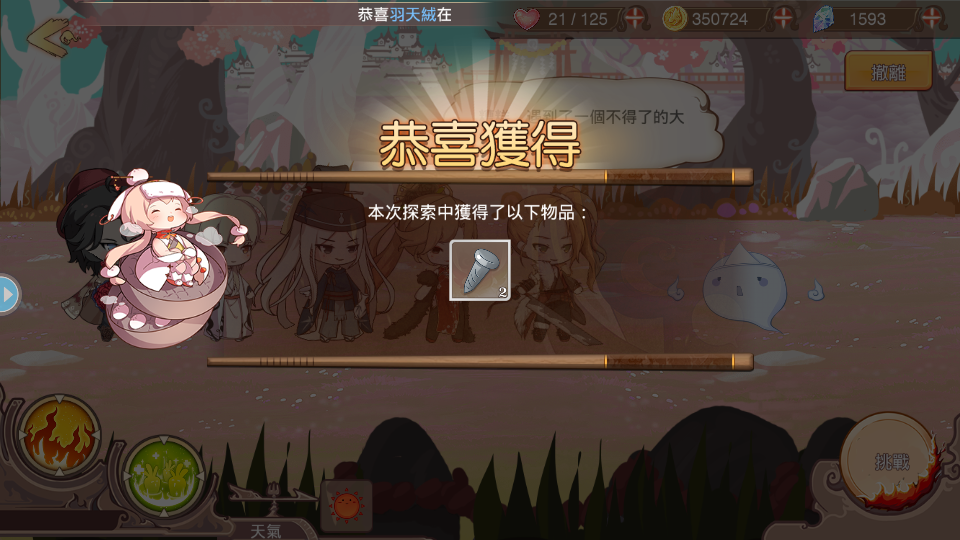 恭喜羽天絨在
21 / 125
350724
1593
撤離
一個不得了的大
恭喜獲得
本次探索中獲得了以下物品：
2
挑戰
天氣